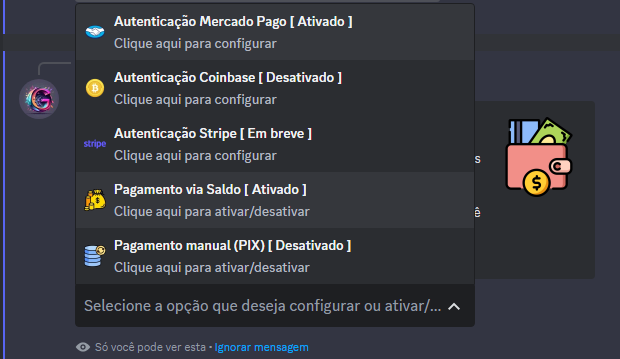 Autenticação Mercado Pago [ Ativado ]
Clique aqui para configurar
Autenticação Coinbase [ Desativado ]
Clique aqui para configurar
stripe
Autenticação Stripe [ Em breve ]
Clique aqui para configurar
Pagamento via Saldo [ Ativado ]
Clique aqui para ativar/desativar
Pagamento manual (PIX) [ Desativado ]
Clique aqui para ativar/desativar
Selecione a opção que deseja configurar ou ativar/...
Só você pode ver esta • Ignorar mensagem